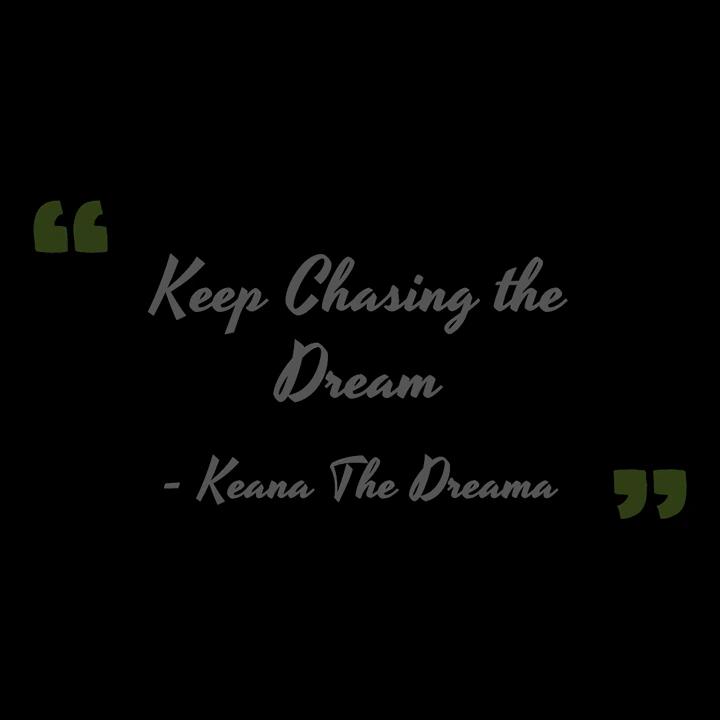 “
Keep Chasing the
Dream
- Keana The Dreama
”